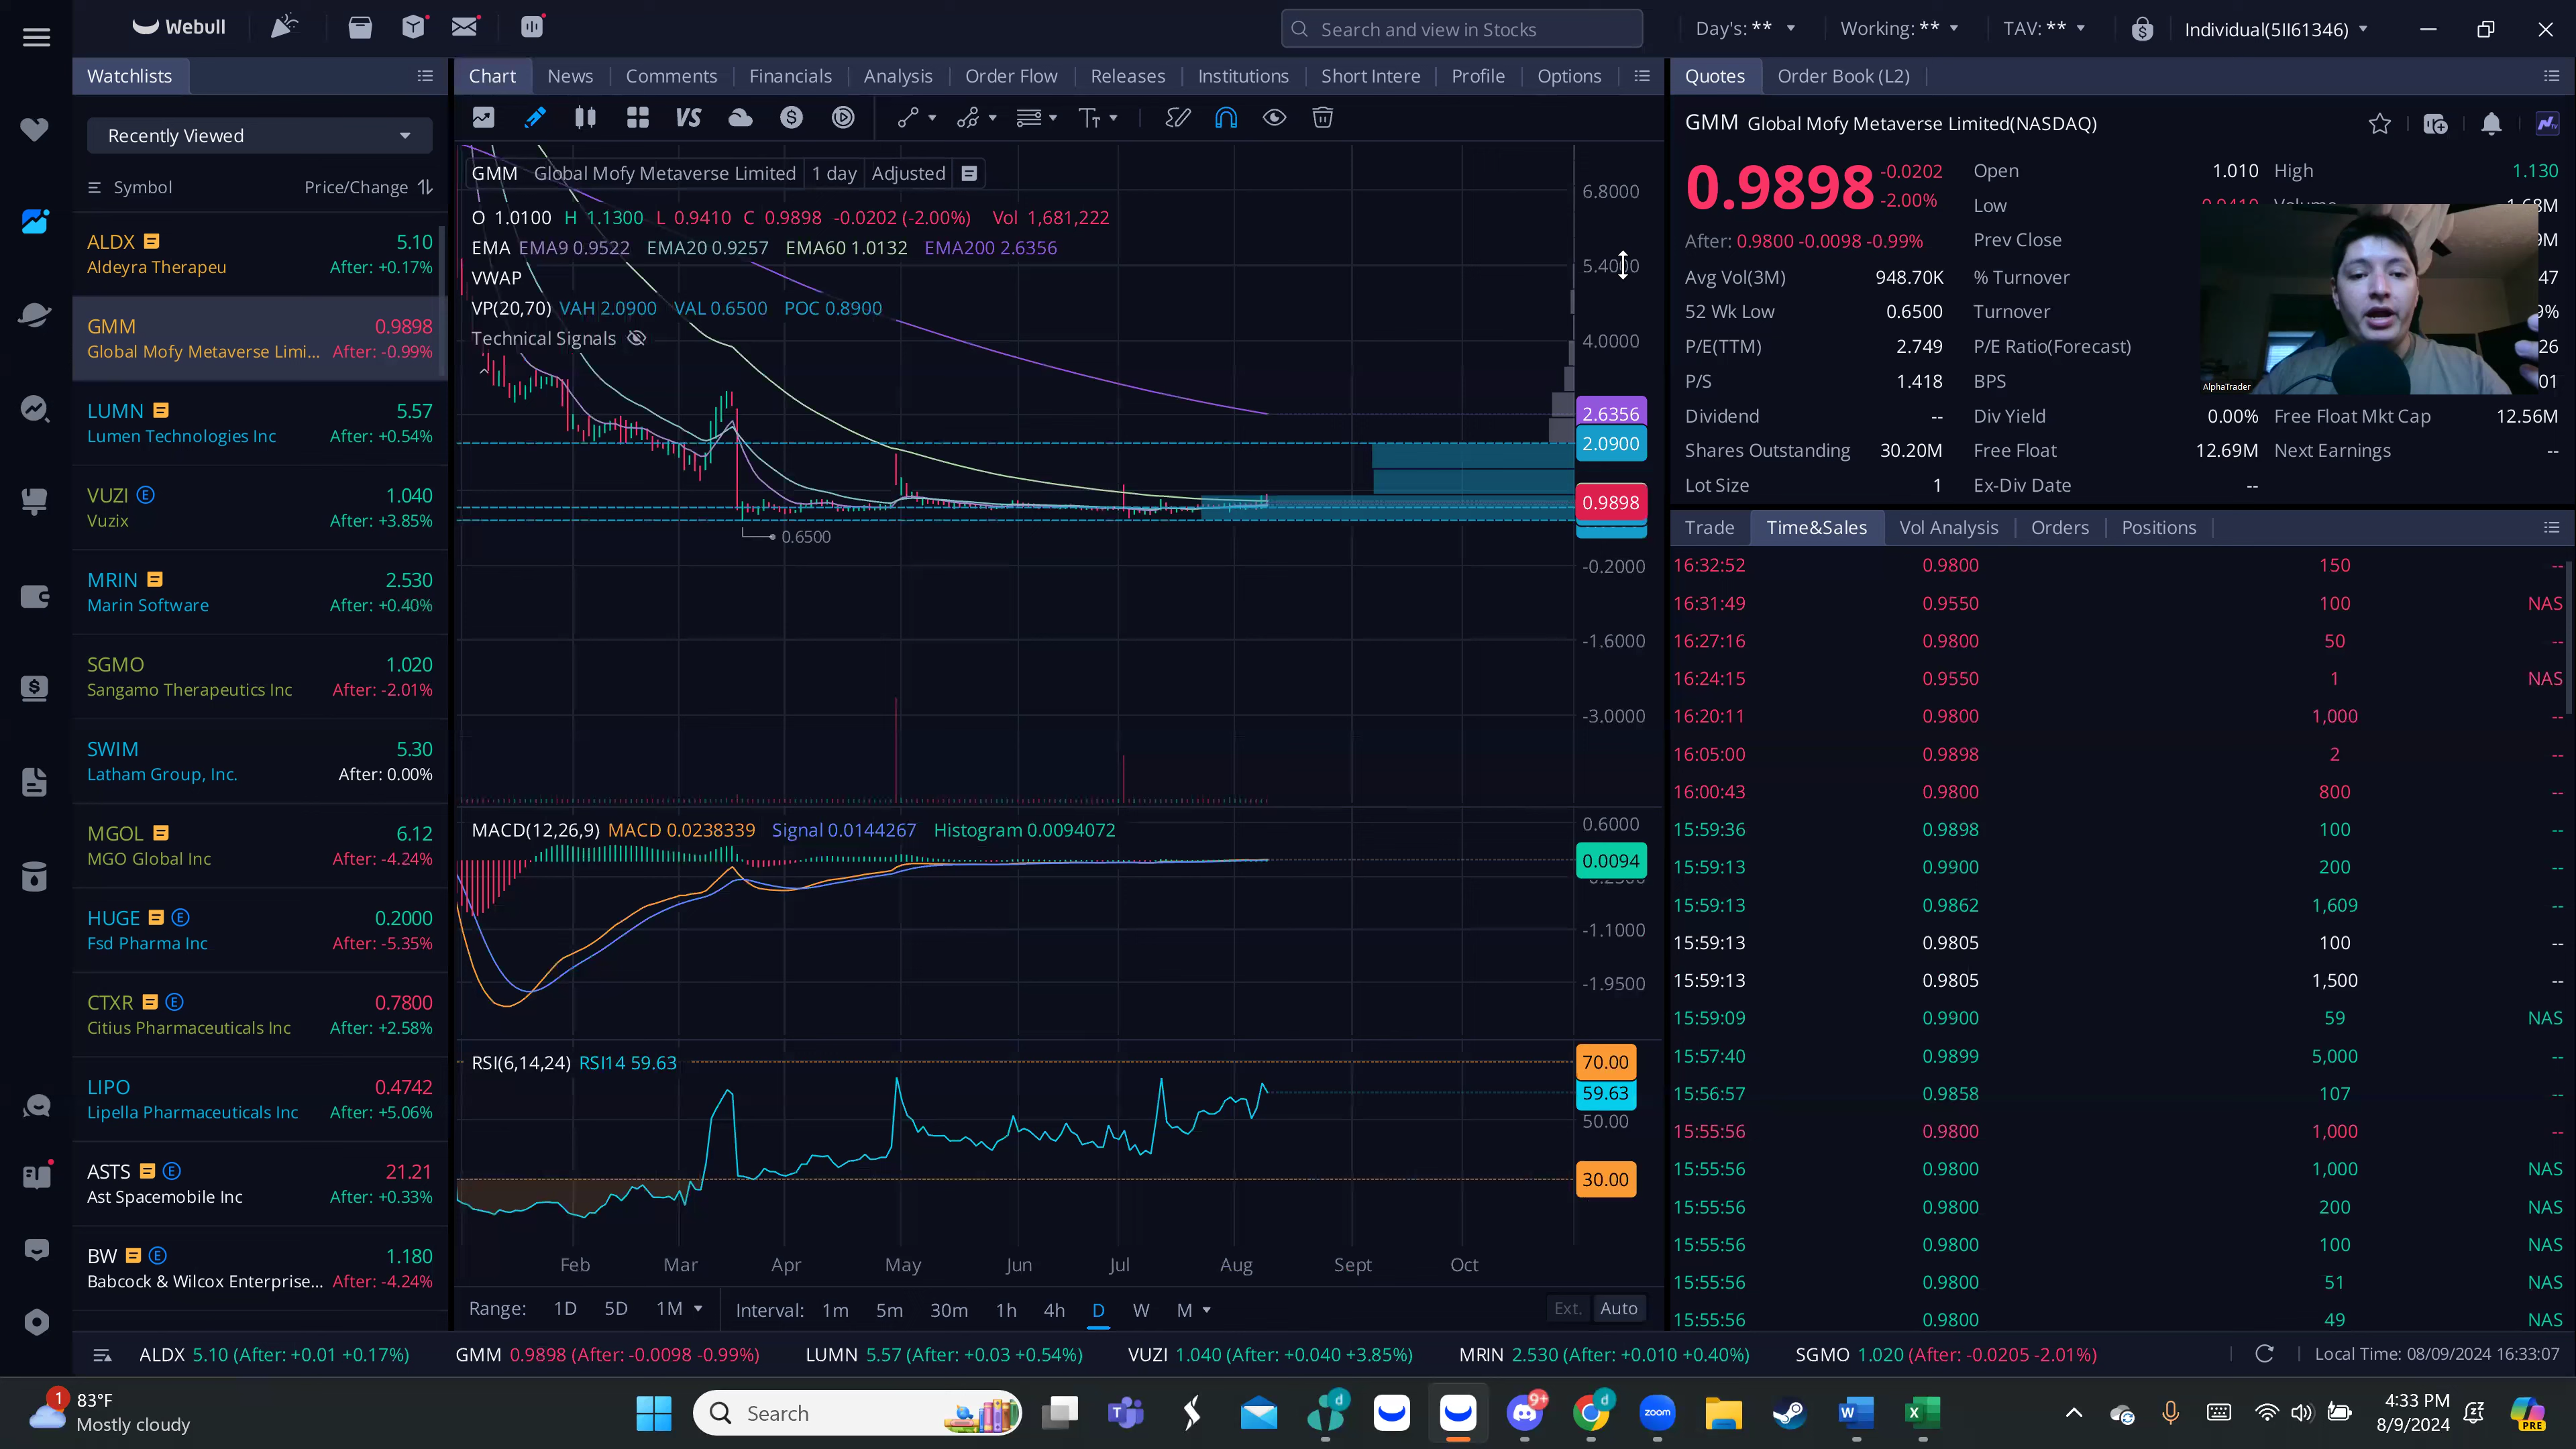 Webull
Search and view in Stocks
Day's: **
Working: **
TAV: **
Individual(5II61346)
Watchlists
Recently Viewed
Symbol Price/Change
ALDX 5.10
Aldeyra Therapeu After: +0.17%
GMM 0.9898
Global Mofy Metaverse Limi... After: -0.99%
LUMN 5.57
Lumen Technologies Inc After: +0.54%
VUZI E 1.040
Vuzix After: +3.85%
MRIN 2.530
Marin Software After: +0.40%
SGMO 1.020
Sangamo Therapeutics Inc After: -2.01%
SWIM 5.30
Latham Group, Inc. After: 0.00%
MGOL 6.12
MGO Global Inc After: -4.24%
HUGE E 0.2000
Fsd Pharma Inc After: -5.35%
CTXR E 0.7800
Citius Pharmaceuticals Inc After: +2.58%
LIPO 0.4742
Lipella Pharmaceuticals Inc After: +5.06%
ASTS E 21.21
Ast Spacemobile Inc After: +0.33%
BW E 1.180
Babcock & Wilcox Enterprise... After: -4.24%
Chart News Comments Financials Analysis Order Flow Releases Institutions Short Intere Profile Options
VS
GMM Global Mofy Metaverse Limited 1 day Adjusted
O 1.0100 H 1.1300 L 0.9410 C 0.9898 -0.0202 (-2.00%) Vol 1,681,222
EMA EMA9 0.9522 EMA20 0.9257 EMA60 1.0132 EMA200 2.6356
VWAP
VP(20,70) VAH 2.0900 VAL 0.6500 POC 0.8900
Technical Signals
6.8000
5.4000
4.0000
2.6356
2.0900
0.9898
0.6500
-0.2000
-1.6000
-3.0000
MACD(12,26,9) MACD 0.0238339 Signal 0.0144267 Histogram 0.0094072
0.6000
0.0094
-1.1000
-1.9500
RSI(6,14,24) RSI14 59.63
70.00
59.63
50.00
30.00
Feb Mar Apr May Jun Jul Aug Sept Oct
Range: 1D 5D 1M Interval: 1m 5m 30m 1h 4h D W M Ext. Auto
Quotes Order Book (L2)
GMM Global Mofy Metaverse Limited(NASDAQ)
0.9898 -0.0202
-2.00%
After: 0.9800 -0.0098 -0.99%
Open 1.010 High 1.130
Low 0.9410 Volume 1.68M
Prev Close
Avg Vol(3M) 948.70K % Turnover 47
52 Wk Low 0.6500 Turnover
P/E(TTM) 2.749 P/E Ratio(Forecast) 26
P/S 1.418 BPS 01
AlphaTrader
Dividend -- Div Yield 0.00% Free Float Mkt Cap 12.56M
Shares Outstanding 30.20M Free Float 12.69M Next Earnings --
Lot Size 1 Ex-Div Date --
Trade Time&Sales Vol Analysis Orders Positions
16:32:52 0.9800 150 --
16:31:49 0.9550 100 NAS
16:27:16 0.9800 50 --
16:24:15 0.9550 1 NAS
16:20:11 0.9800 1,000 --
16:05:00 0.9898 2 --
16:00:43 0.9800 800 --
15:59:36 0.9898 100 --
15:59:13 0.9900 200 --
15:59:13 0.9862 1,609 --
15:59:13 0.9805 100 --
15:59:13 0.9805 1,500 --
15:59:09 0.9900 59 NAS
15:57:40 0.9899 5,000 --
15:56:57 0.9858 107 --
15:55:56 0.9800 1,000 --
15:55:56 0.9800 1,000 NAS
15:55:56 0.9800 200 NAS
15:55:56 0.9800 100 NAS
15:55:56 0.9800 51 NAS
15:55:56 0.9800 49 NAS
ALDX 5.10 (After: +0.01 +0.17%) GMM 0.9898 (After: -0.0098 -0.99%) LUMN 5.57 (After: +0.03 +0.54%) VUZI 1.040 (After: +0.040 +3.85%) MRIN 2.530 (After: +0.010 +0.40%) SGMO 1.020 (After: -0.0205 -2.01%) Local Time: 08/09/2024 16:33:07
1
83°F
Mostly cloudy
Search
9+
zoom
4:33 PM
8/9/2024
PRE